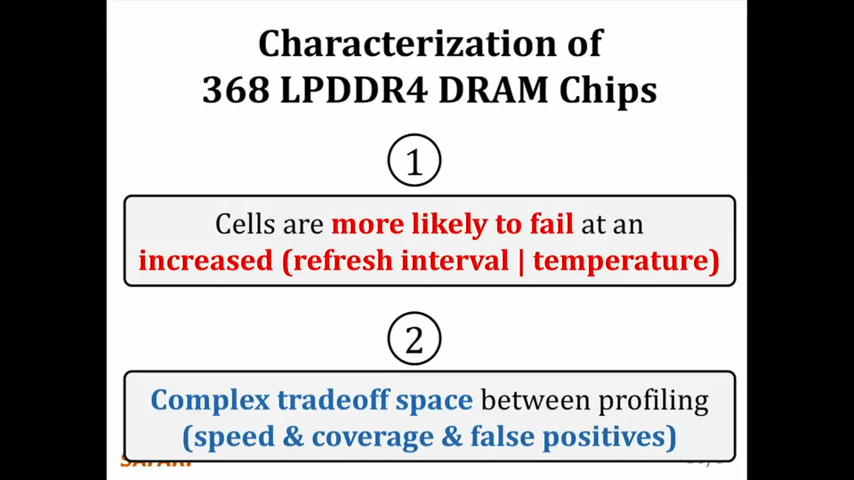 Characterization of
368 LPDDR4 DRAM Chips
1
Cells are more likely to fail at an
increased (refresh interval | temperature)
2
Complex tradeoff space between profiling
(speed & coverage & false positives)
SAFARI